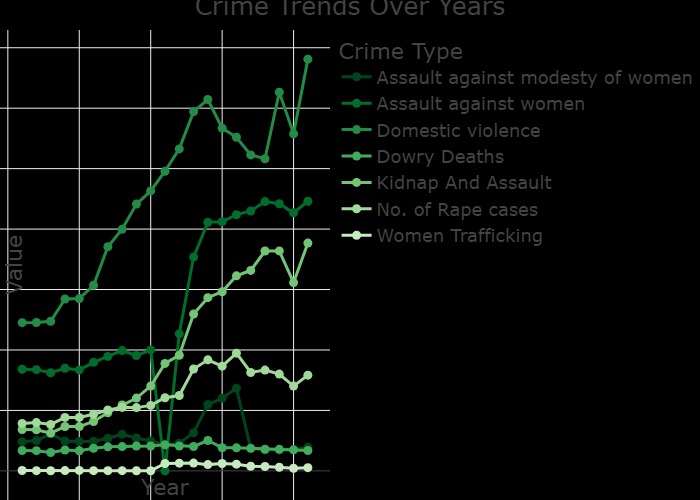 Crime Trends Over Years
Crime Type
Assault against modesty of women
Assault against women
Domestic violence
Dowry Deaths
Kidnap And Assault
No. of Rape cases
Women Trafficking
Value
Year